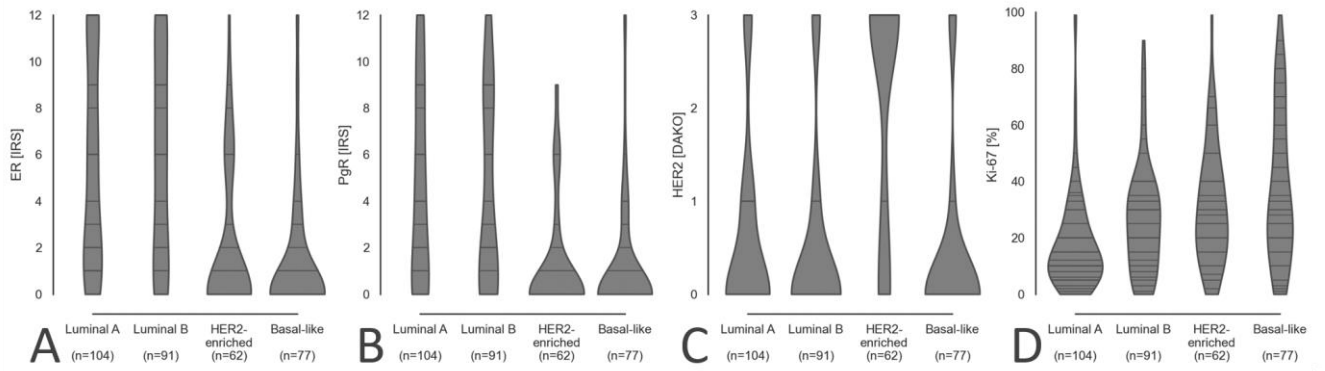 ER [IRS]
12
10
8
6
4
2
0
Luminal A
(n=104)
Luminal B
(n=91)
HER2-
enriched
(n=62)
Basal-like
(n=77)
A
PgR [IRS]
12
10
8
6
4
2
0
Luminal A
(n=104)
Luminal B
(n=91)
HER2-
enriched
(n=62)
Basal-like
(n=77)
B
HER2 [DAKO]
3
2
1
0
Luminal A
(n=104)
Luminal B
(n=91)
HER2-
enriched
(n=62)
Basal-like
(n=77)
C
Ki-67 [%]
100
80
60
40
20
0
Luminal A
(n=104)
Luminal B
(n=91)
HER2-
enriched
(n=62)
Basal-like
(n=77)
D